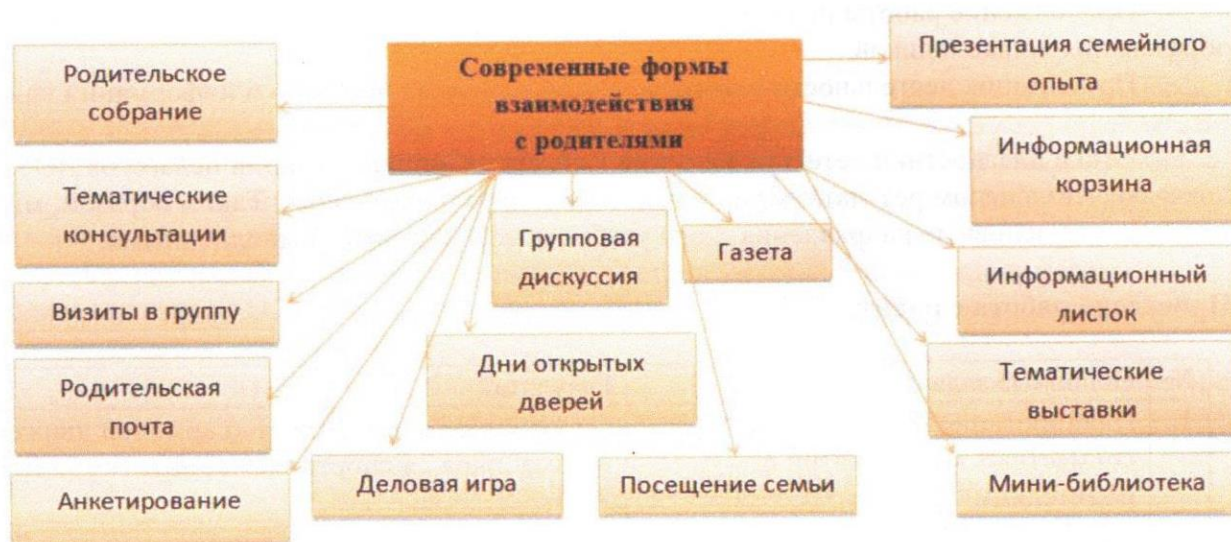 Современные формы
взаимодействия
с родителями
Родительское
собрание
Тематические
консультации
Визиты в группу
Родительская
почта
Анкетирование
Групповая
дискуссия
Газета
Дни открытых
дверей
Деловая игра
Посещение семьи
Презентация семейного
опыта
Информационная
корзина
Информационный
листок
Тематические
выставки
Мини-библиотека